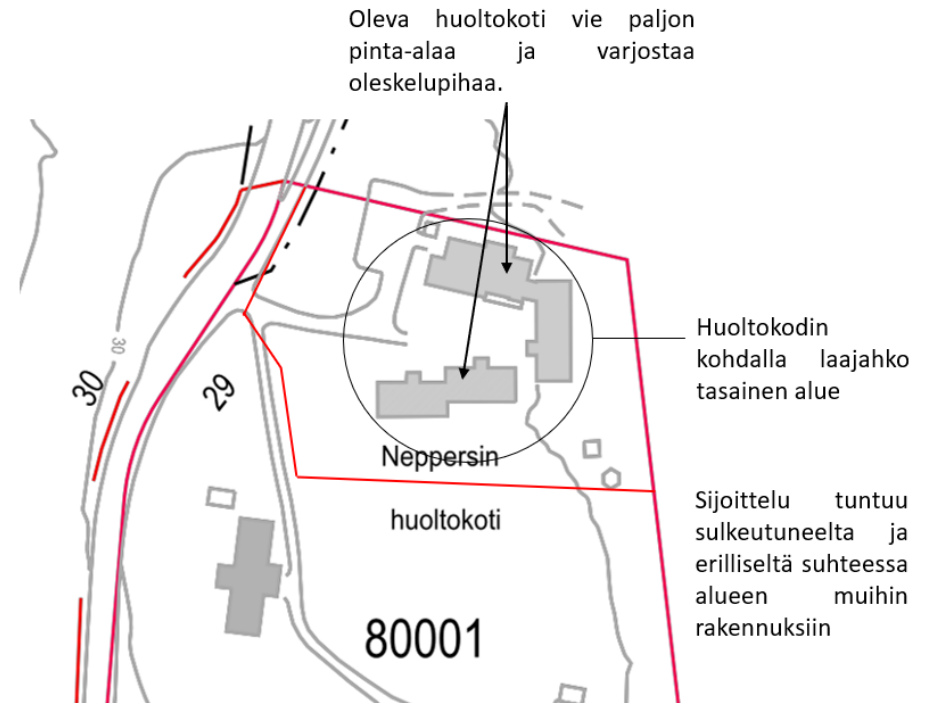 Oleva huoltokoti vie paljon
pinta-alaa ja varjostaa
oleskelupihaa.
30
30
29
Huoltokodin
kohdalla laajahko
tasainen alue
Neppersin
huoltokoti
Sijoittelu tuntuu
sulkeutuneelta ja
erilliseltä suhteessa
alueen muihin
rakennuksiin
80001